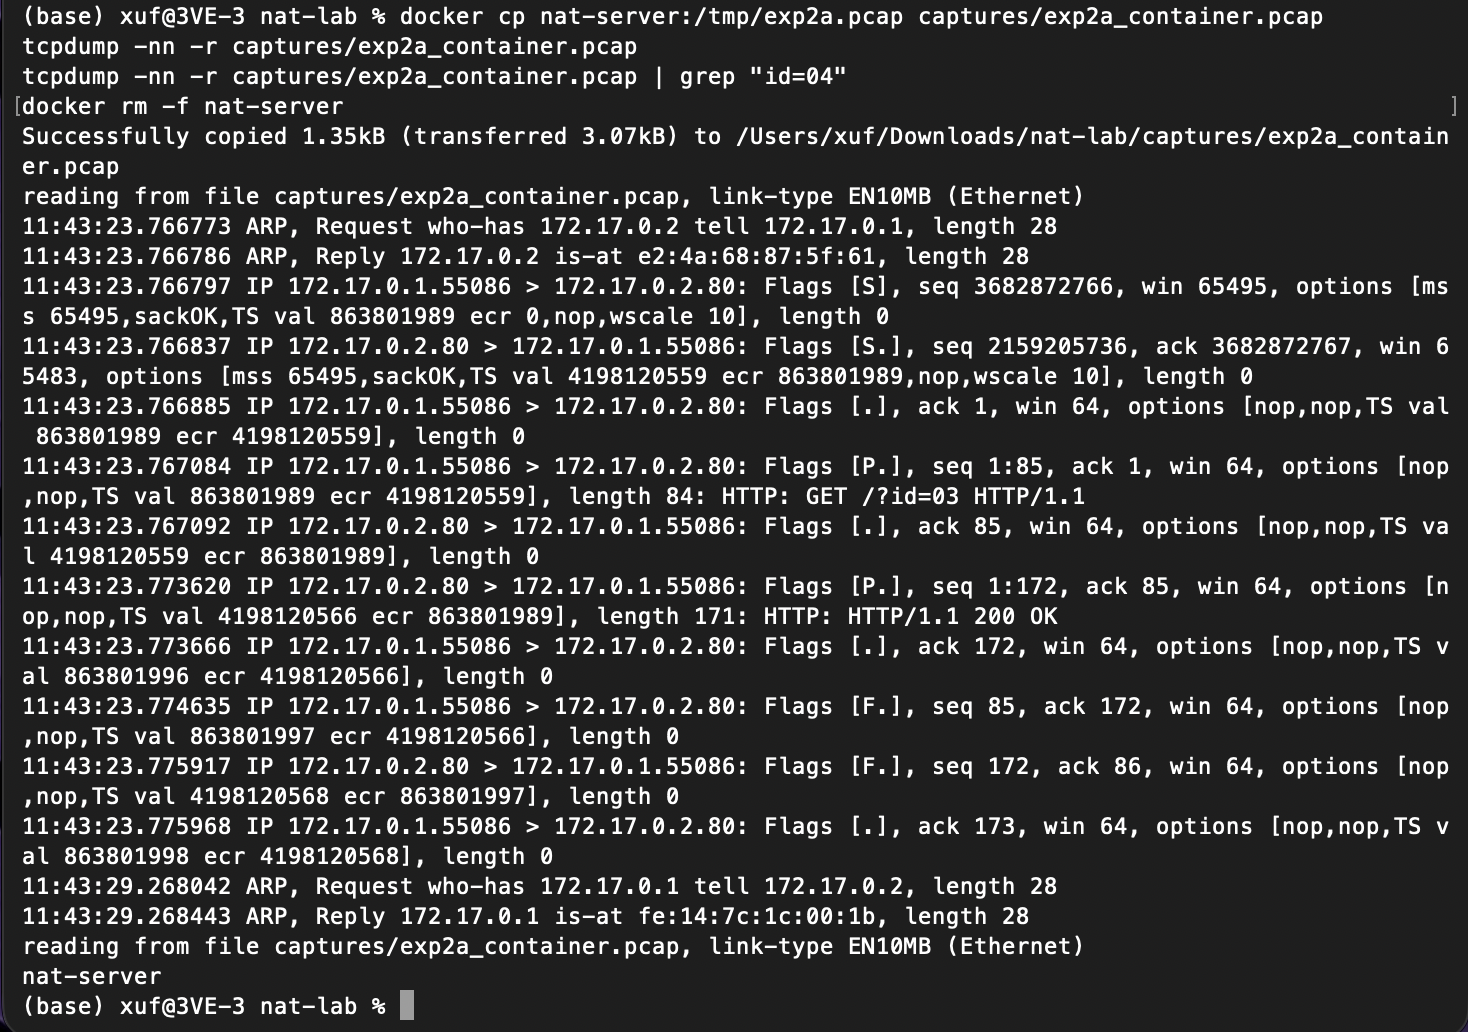 (base) xuf@3VE-3 nat-lab % docker cp nat-server:/tmp/exp2a.pcap captures/exp2a_container.pcap
tcpdump -nn -r captures/exp2a_container.pcap
tcpdump -nn -r captures/exp2a_container.pcap | grep "id=04"
[docker rm -f nat-server ]
Successfully copied 1.35kB (transferred 3.07kB) to /Users/xuf/Downloads/nat-lab/captures/exp2a_contain
er.pcap
reading from file captures/exp2a_container.pcap, link-type EN10MB (Ethernet)
11:43:23.766773 ARP, Request who-has 172.17.0.2 tell 172.17.0.1, length 28
11:43:23.766786 ARP, Reply 172.17.0.2 is-at e2:4a:68:87:5f:61, length 28
11:43:23.766797 IP 172.17.0.1.55086 > 172.17.0.2.80: Flags [S], seq 3682872766, win 65495, options [ms
s 65495,sackOK,TS val 863801989 ecr 0,nop,wscale 10], length 0
11:43:23.766837 IP 172.17.0.2.80 > 172.17.0.1.55086: Flags [S.], seq 2159205736, ack 3682872767, win 6
5483, options [mss 65495,sackOK,TS val 4198120559 ecr 863801989,nop,wscale 10], length 0
11:43:23.766885 IP 172.17.0.1.55086 > 172.17.0.2.80: Flags [.], ack 1, win 64, options [nop,nop,TS val
 863801989 ecr 4198120559], length 0
11:43:23.767084 IP 172.17.0.1.55086 > 172.17.0.2.80: Flags [P.], seq 1:85, ack 1, win 64, options [nop
,nop,TS val 863801989 ecr 4198120559], length 84: HTTP: GET /?id=03 HTTP/1.1
11:43:23.767092 IP 172.17.0.2.80 > 172.17.0.1.55086: Flags [.], ack 85, win 64, options [nop,nop,TS va
l 4198120559 ecr 863801989], length 0
11:43:23.773620 IP 172.17.0.2.80 > 172.17.0.1.55086: Flags [P.], seq 1:172, ack 85, win 64, options [n
op,nop,TS val 4198120566 ecr 863801989], length 171: HTTP: HTTP/1.1 200 OK
11:43:23.773666 IP 172.17.0.1.55086 > 172.17.0.2.80: Flags [.], ack 172, win 64, options [nop,nop,TS v
al 863801996 ecr 4198120566], length 0
11:43:23.774635 IP 172.17.0.1.55086 > 172.17.0.2.80: Flags [F.], seq 85, ack 172, win 64, options [nop
,nop,TS val 863801997 ecr 4198120566], length 0
11:43:23.775917 IP 172.17.0.2.80 > 172.17.0.1.55086: Flags [F.], seq 172, ack 86, win 64, options [nop
,nop,TS val 4198120568 ecr 863801997], length 0
11:43:23.775968 IP 172.17.0.1.55086 > 172.17.0.2.80: Flags [.], ack 173, win 64, options [nop,nop,TS v
al 863801998 ecr 4198120568], length 0
11:43:29.268042 ARP, Request who-has 172.17.0.1 tell 172.17.0.2, length 28
11:43:29.268443 ARP, Reply 172.17.0.1 is-at fe:14:7c:1c:00:1b, length 28
reading from file captures/exp2a_container.pcap, link-type EN10MB (Ethernet)
nat-server
(base) xuf@3VE-3 nat-lab %